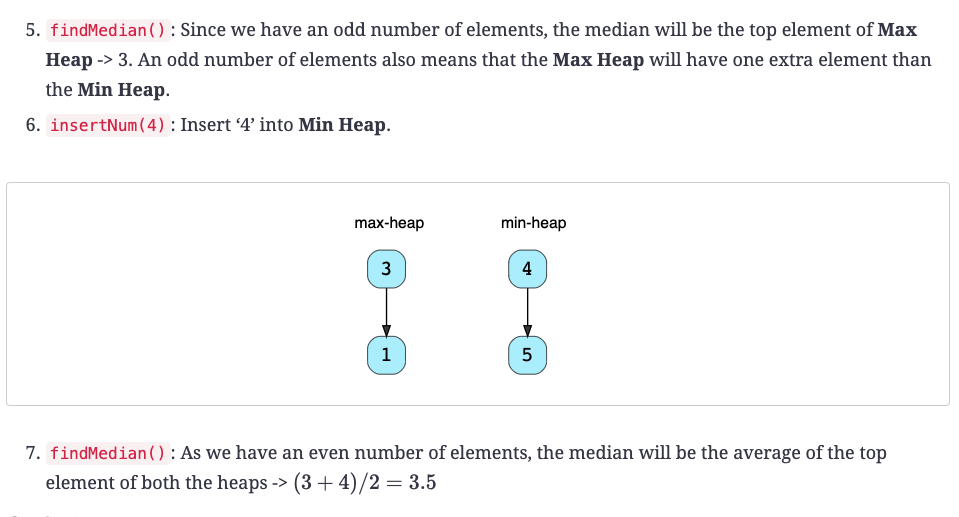 5. findMedian(): Since we have an odd number of elements, the median will be the top element of Max
Heap -> 3. An odd number of elements also means that the Max Heap will have one extra element than
the Min Heap.
6. insertNum(4): Insert ‘4’ into Min Heap.
max-heap min-heap
3 4
1 5
7. findMedian(): As we have an even number of elements, the median will be the average of the top
element of both the heaps -> (3 + 4)/2 = 3.5